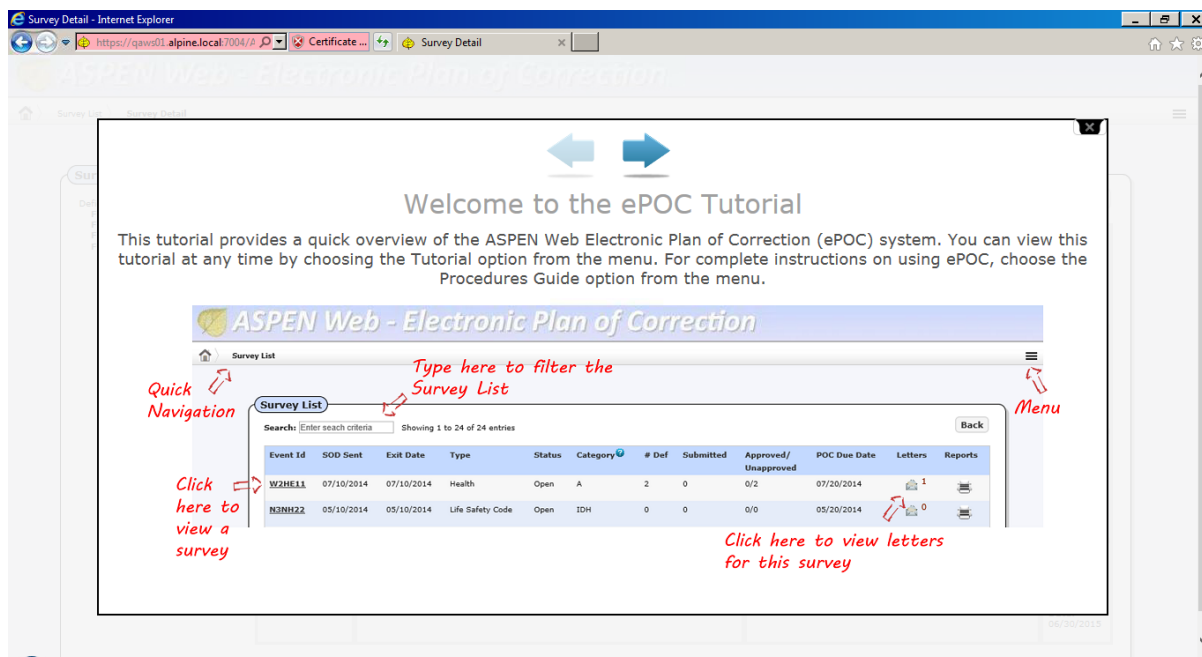 Survey Detail - Internet Explorer
https://qaws01.alpine.local:7004/A
Certificate ...
Survey Detail
ASPEN Web - Electronic Plan of Correction
Survey List
Survey Detail
Welcome to the ePOC Tutorial
This tutorial provides a quick overview of the ASPEN Web Electronic Plan of Correction (ePOC) system. You can view this
tutorial at any time by choosing the Tutorial option from the menu. For complete instructions on using ePOC, choose the
Procedures Guide option from the menu.
ASPEN Web - Electronic Plan of Correction
Survey List
Type here to filter the
Survey List
Quick
Navigation
Menu
Survey List
Search: Enter seach criteria Showing 1 to 24 of 24 entries Back
Event Id SOD Sent Exit Date Type Status Category # Def Submitted Approved/ POC Due Date Letters Reports
Unapproved
W2HE11 07/10/2014 07/10/2014 Health Open A 2 0 0/2 07/20/2014 1
N3NH22 05/10/2014 05/10/2014 Life Safety Code Open IDH 0 0 0/0 05/20/2014 0
Click
here to
view a
survey
Click here to view letters
for this survey
06/30/2015